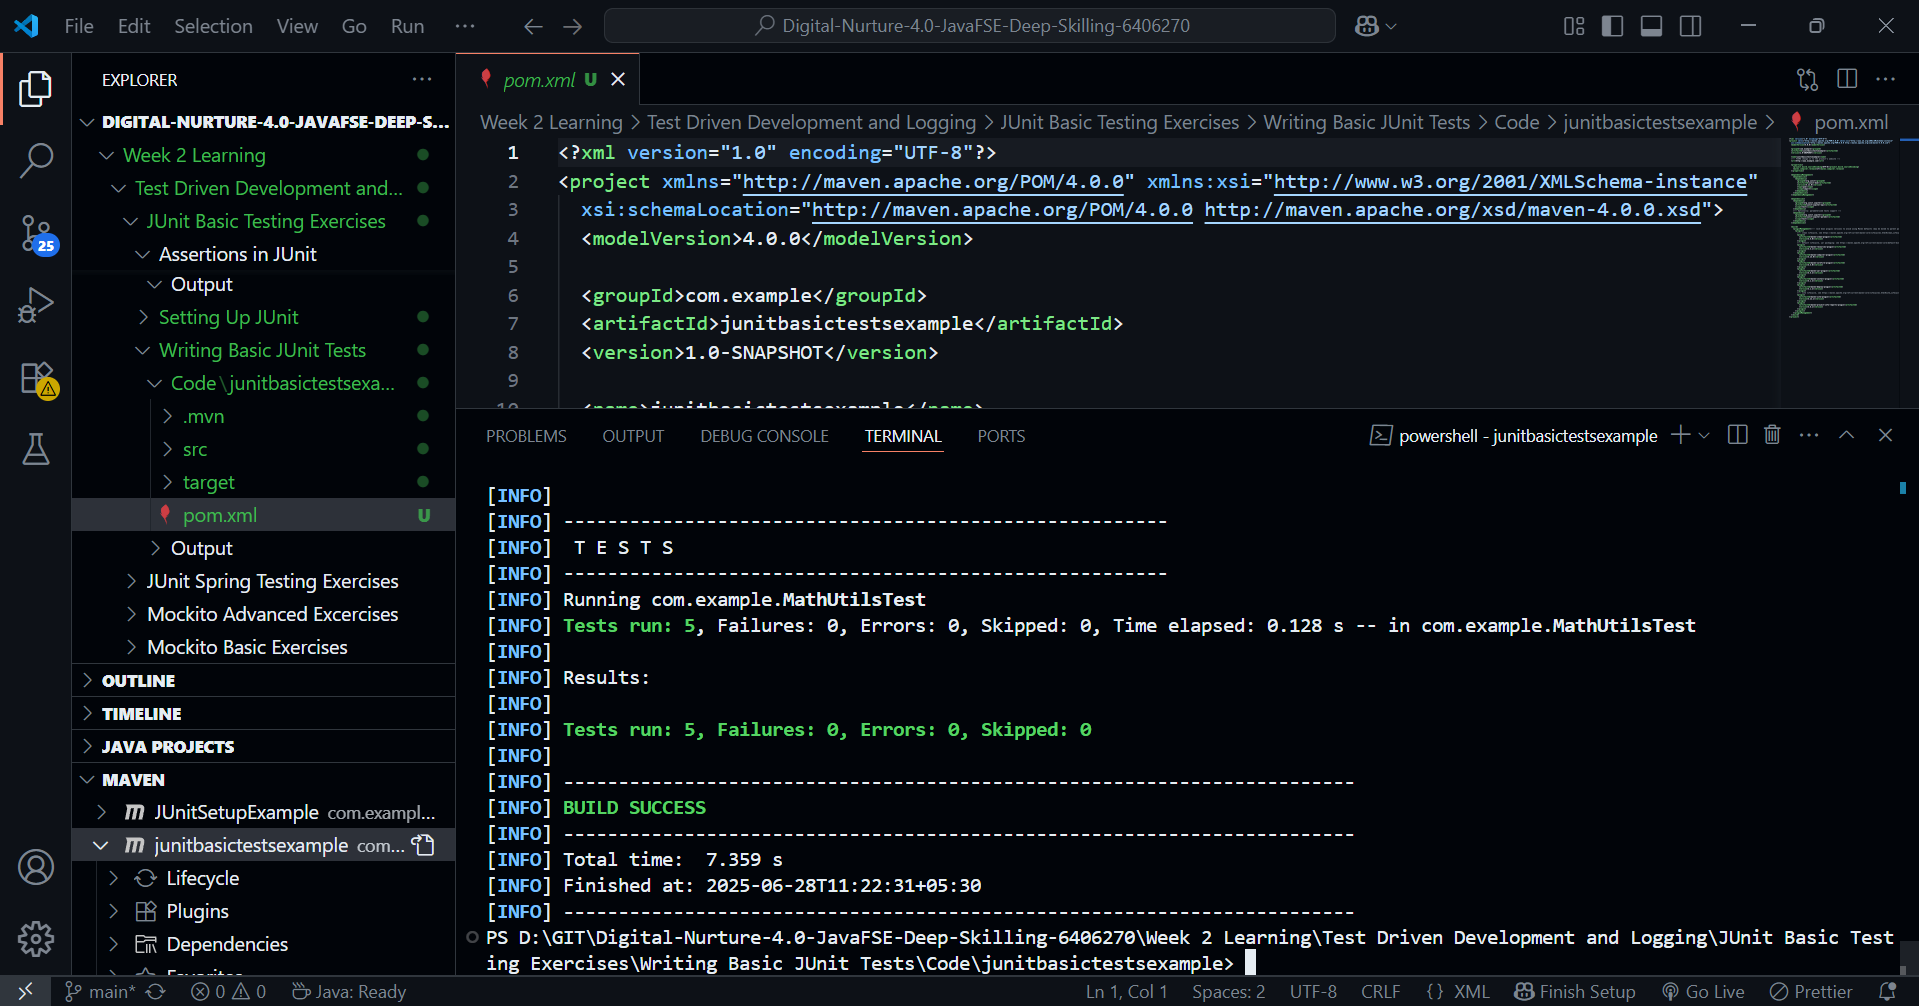 File Edit Selection View Go Run ···
Digital-Nurture-4.0-JavaFSE-Deep-Skilling-6406270
EXPLORER ···
DIGITAL-NURTURE-4.0-JAVAFSE-DEEP-S...
Week 2 Learning
Test Driven Development and...
JUnit Basic Testing Exercises
Assertions in JUnit
Output
Setting Up JUnit
Writing Basic JUnit Tests
Code\junitbasictestsexa...
.mvn
src
target
pom.xml U
Output
JUnit Spring Testing Exercises
Mockito Advanced Excercises
Mockito Basic Exercises
OUTLINE
TIMELINE
JAVA PROJECTS
MAVEN
JUnitSetupExample com.exampl...
junitbasictestsexample com...
Lifecycle
Plugins
Dependencies
Favorites
25
pom.xml U
Week 2 Learning > Test Driven Development and Logging > JUnit Basic Testing Exercises > Writing Basic JUnit Tests > Code > junitbasictestsexample > pom.xml
1 <?xml version="1.0" encoding="UTF-8"?>
2 <project xmlns="http://maven.apache.org/POM/4.0.0" xmlns:xsi="http://www.w3.org/2001/XMLSchema-instance"
3 xsi:schemaLocation="http://maven.apache.org/POM/4.0.0 http://maven.apache.org/xsd/maven-4.0.0.xsd">
4 <modelVersion>4.0.0</modelVersion>
5
6 <groupId>com.example</groupId>
7 <artifactId>junitbasictestsexample</artifactId>
8 <version>1.0-SNAPSHOT</version>
9
10 <name>junitbasictestsexample</name>
PROBLEMS OUTPUT DEBUG CONSOLE TERMINAL PORTS
powershell - junitbasictestsexample
[INFO]
[INFO] -------------------------------------------------------
[INFO] T E S T S
[INFO] -------------------------------------------------------
[INFO] Running com.example.MathUtilsTest
[INFO] Tests run: 5, Failures: 0, Errors: 0, Skipped: 0, Time elapsed: 0.128 s -- in com.example.MathUtilsTest
[INFO]
[INFO] Results:
[INFO]
[INFO] Tests run: 5, Failures: 0, Errors: 0, Skipped: 0
[INFO]
[INFO] ------------------------------------------------------------------------
[INFO] BUILD SUCCESS
[INFO] ------------------------------------------------------------------------
[INFO] Total time:  7.359 s
[INFO] Finished at: 2025-06-28T11:22:31+05:30
[INFO] ------------------------------------------------------------------------
PS D:\GIT\Digital-Nurture-4.0-JavaFSE-Deep-Skilling-6406270\Week 2 Learning\Test Driven Development and Logging\JUnit Basic Test
ing Exercises\Writing Basic JUnit Tests\Code\junitbasictestsexample>
main* 0 0 Java: Ready Ln 1, Col 1 Spaces: 2 UTF-8 CRLF {} XML Finish Setup Go Live Prettier